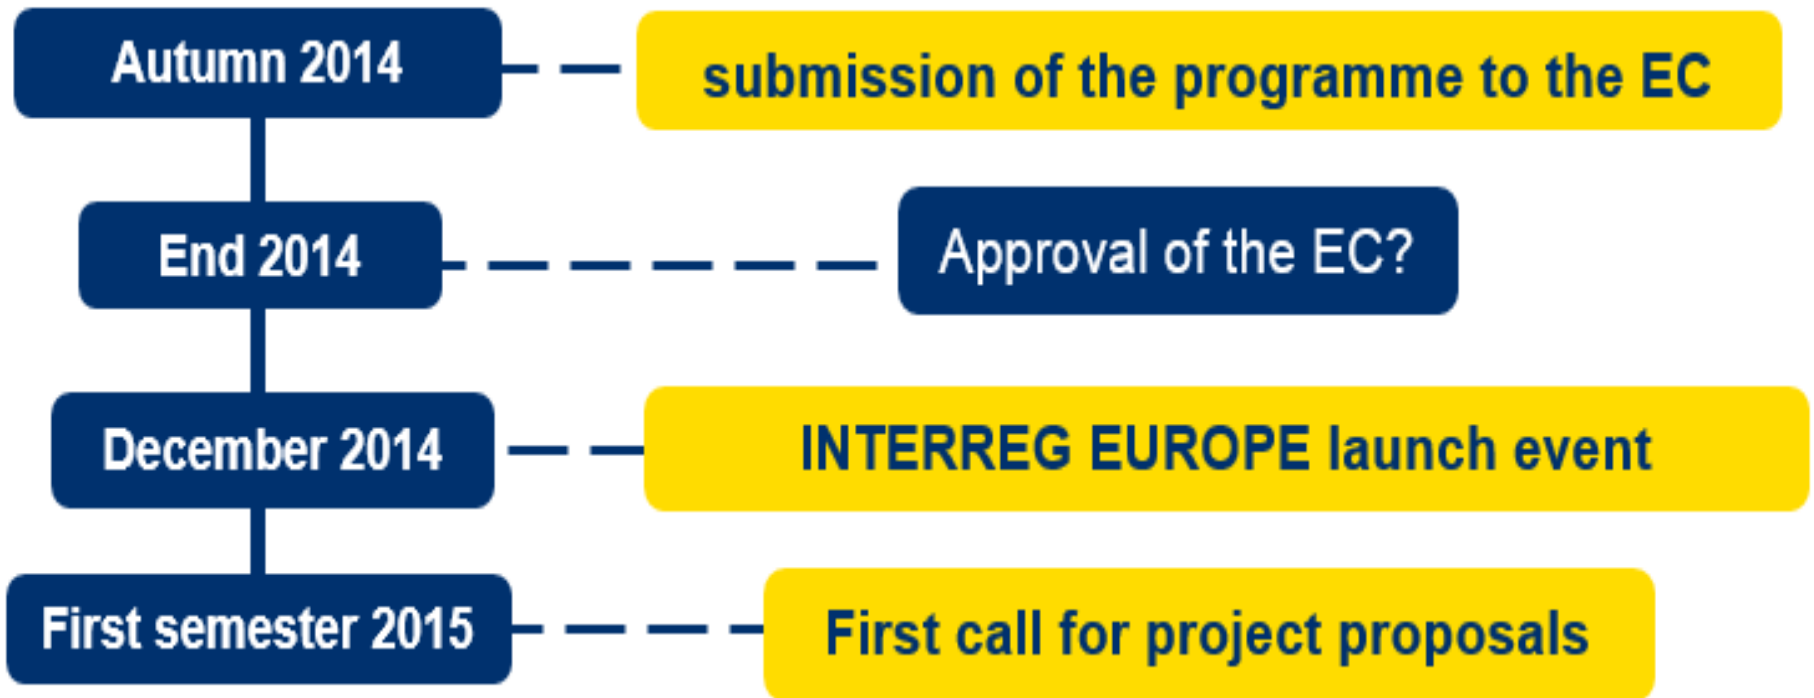 Autumn 2014
submission of the programme to the EC
End 2014
Approval of the EC?
December 2014
INTERREG EUROPE launch event
First semester 2015
First call for project proposals